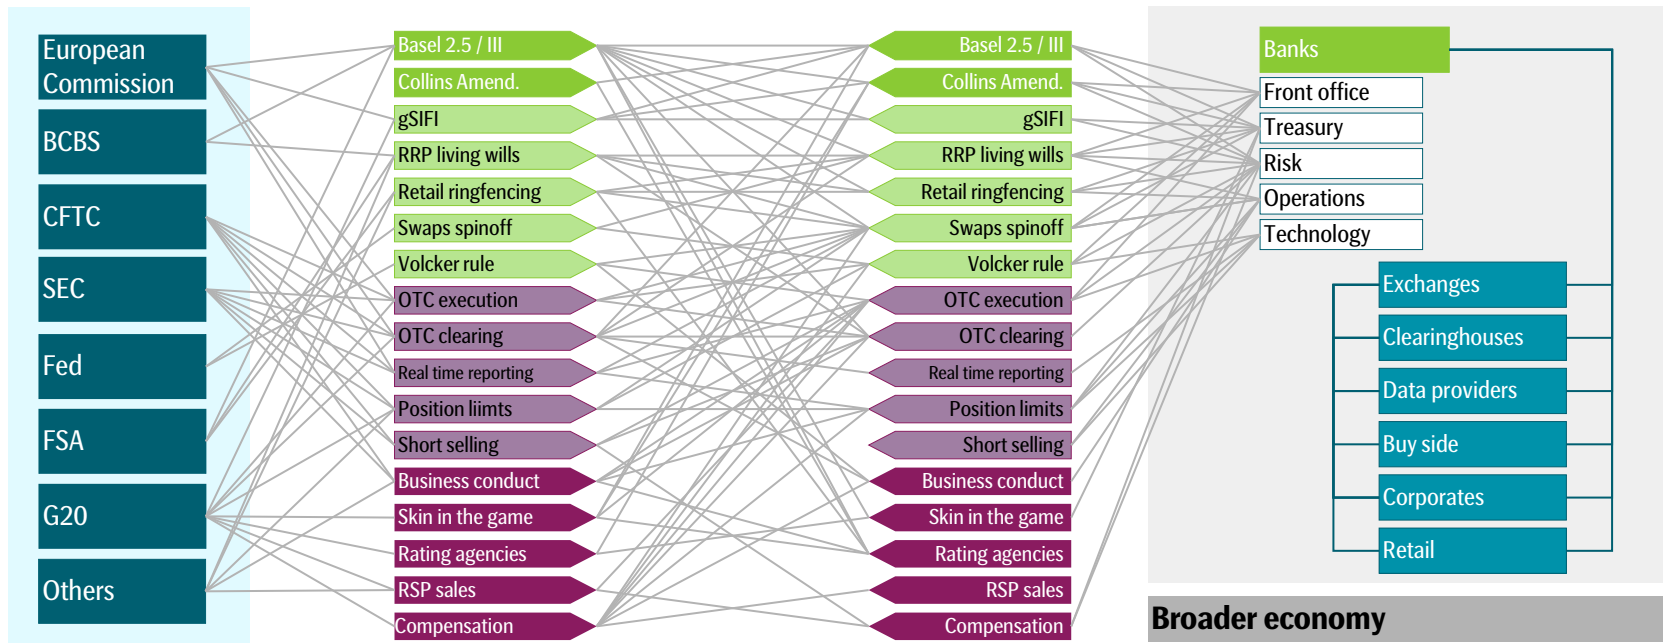 European
Commission
BCBS
CFTC
SEC
Fed
FSA
G20
Others
Basel 2.5 / III
Collins Amend.
gSIFI
RRP living wills
Retail ringfencing
Swaps spinoff
Volcker rule
OTC execution
OTC clearing
Real time reporting
Position liimts
Short selling
Business conduct
Skin in the game
Rating agencies
RSP sales
Compensation
Basel 2.5 / III
Collins Amend.
gSIFI
RRP living wills
Retail ringfencing
Swaps spinoff
Volcker rule
OTC execution
OTC clearing
Real time reporting
Position limits
Short selling
Business conduct
Skin in the game
Rating agencies
RSP sales
Compensation
Banks
Front office
Treasury
Risk
Operations
Technology
Exchanges
Clearinghouses
Data providers
Buy side
Corporates
Retail
Broader economy